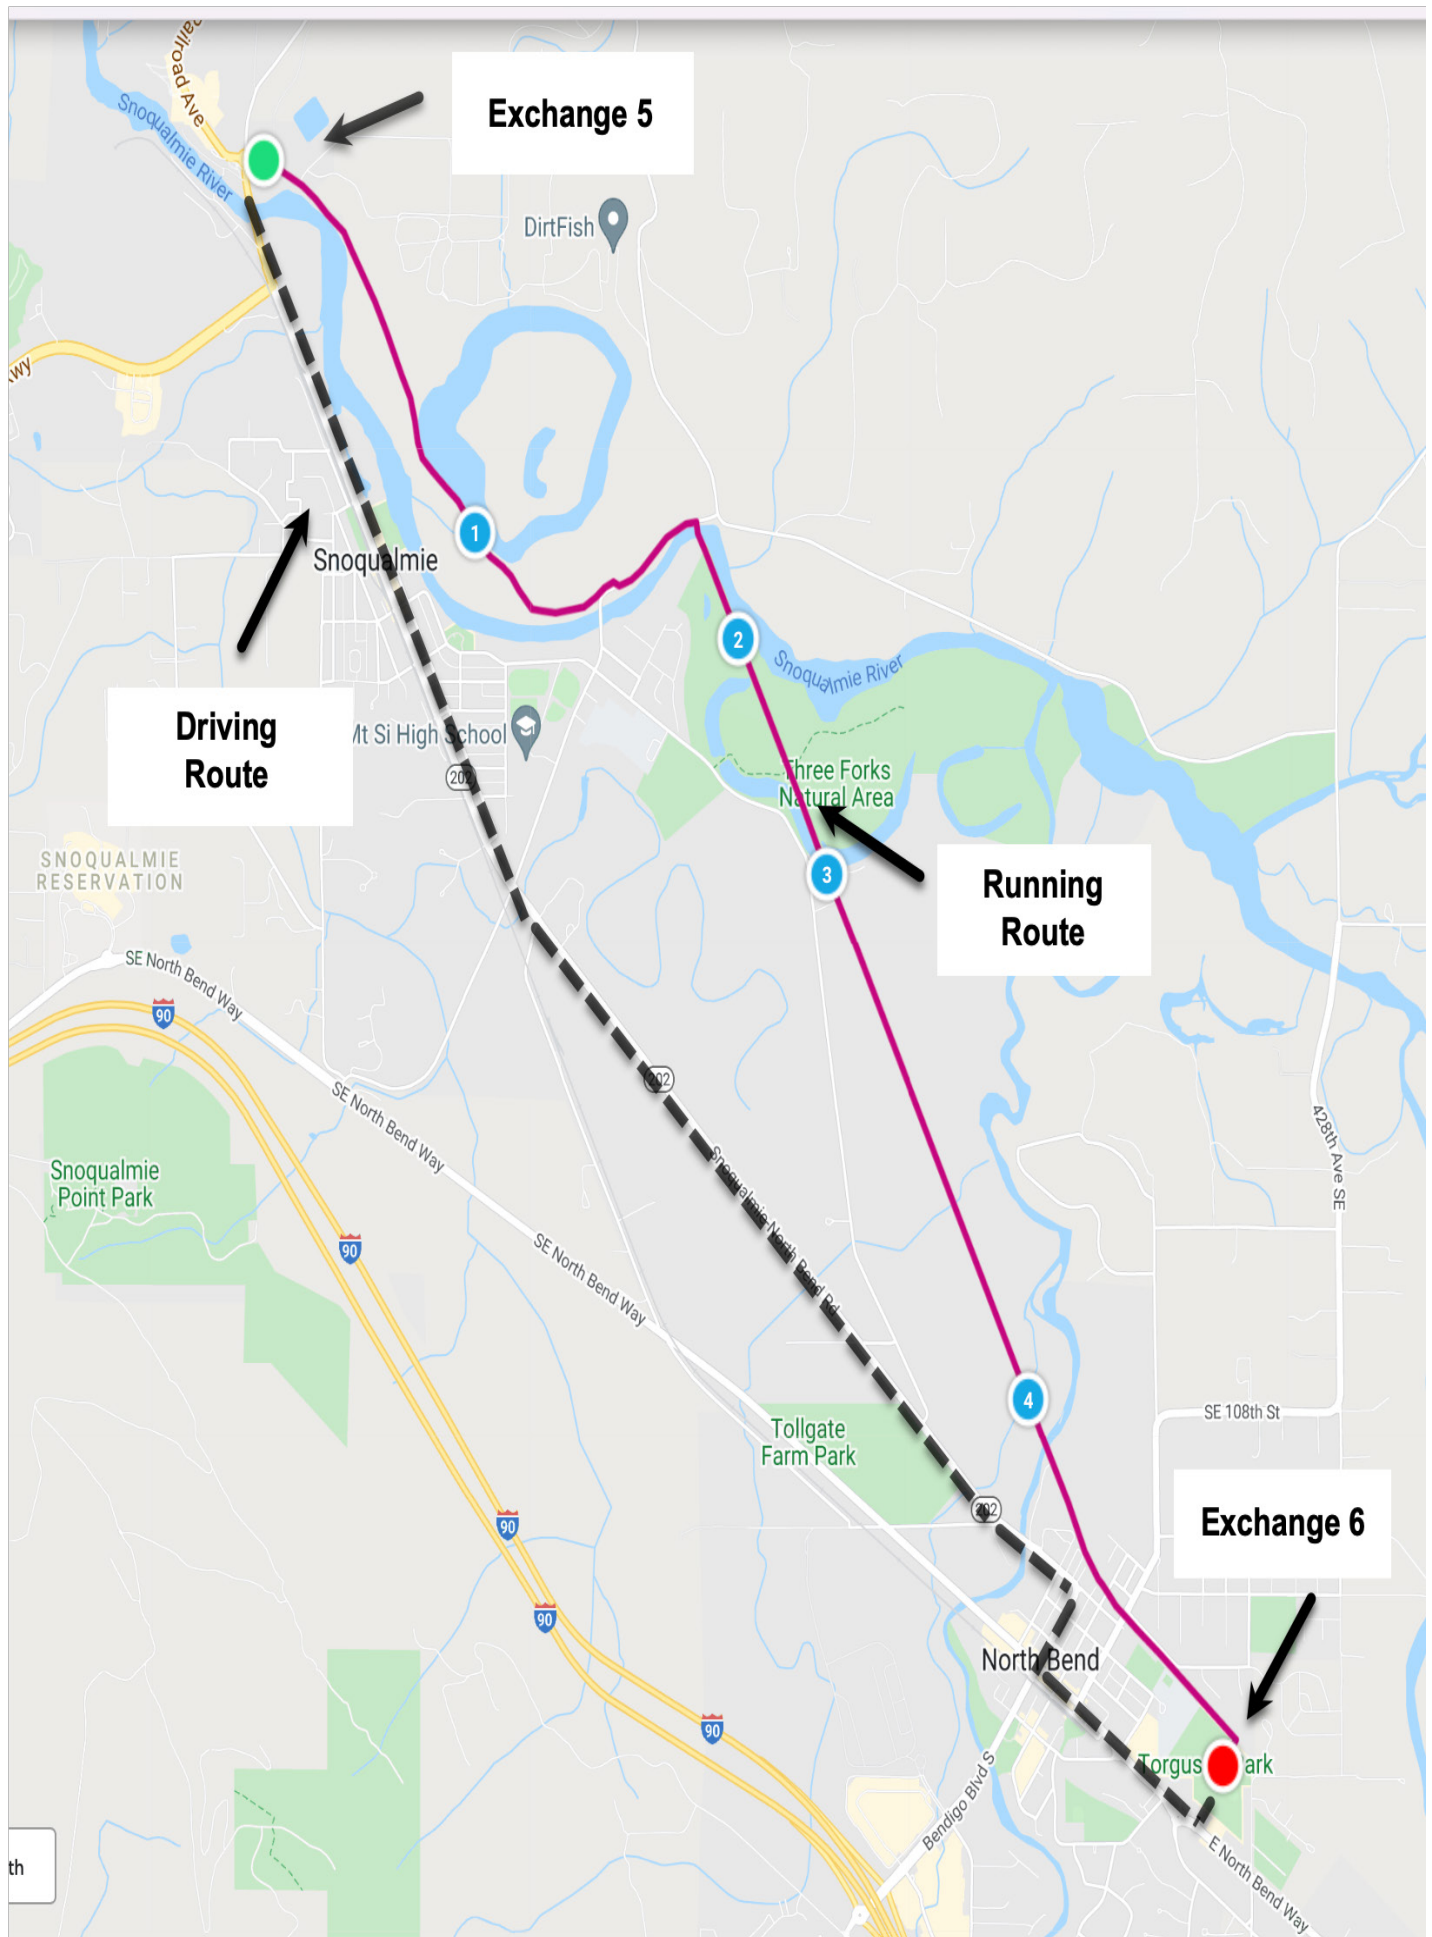 Railroad Ave
Exchange 5
Snoqualmie River
DirtFish
1
Snoqualmie
2
Snoqualmie River
Driving
Route
Mt Si High School
202
Three Forks
Natural Area
SNOQUALMIE
RESERVATION
3
Running
Route
SE North Bend Way
90
202
SE North Bend Way
428th Ave SE
Snoqualmie
Point Park
Snoqualmie North Bend Rd
90
SE North Bend Way
4
SE 108th St
Tollgate
Farm Park
202
90
Exchange 6
90
North Bend
90
Bendigo Blvd S
E North Bend Way
th